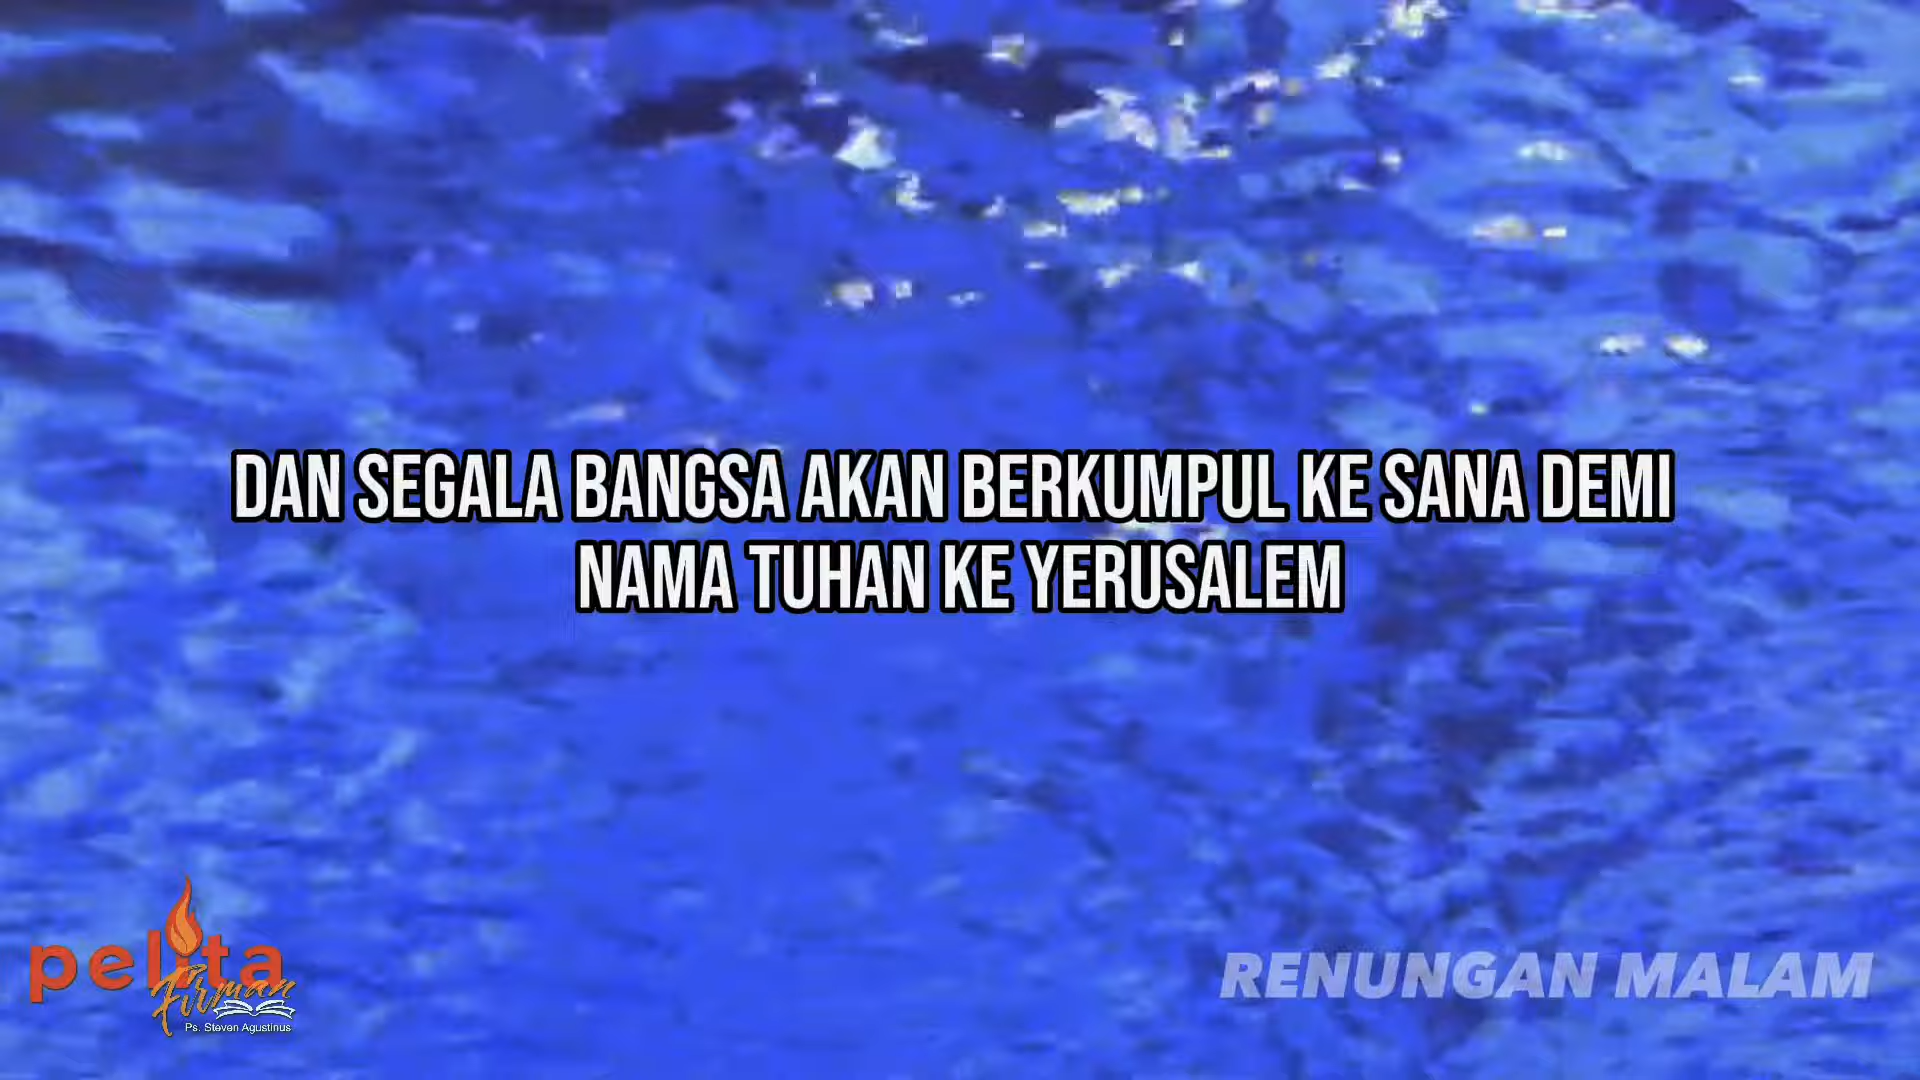 DAN SEGALA BANGSA AKAN BERKUMPUL KE SANA DEMI
NAMA TUHAN KE YERUSALEM
pelita
Firman
Ps. Steven Agustinus
RENUNGAN MALAM